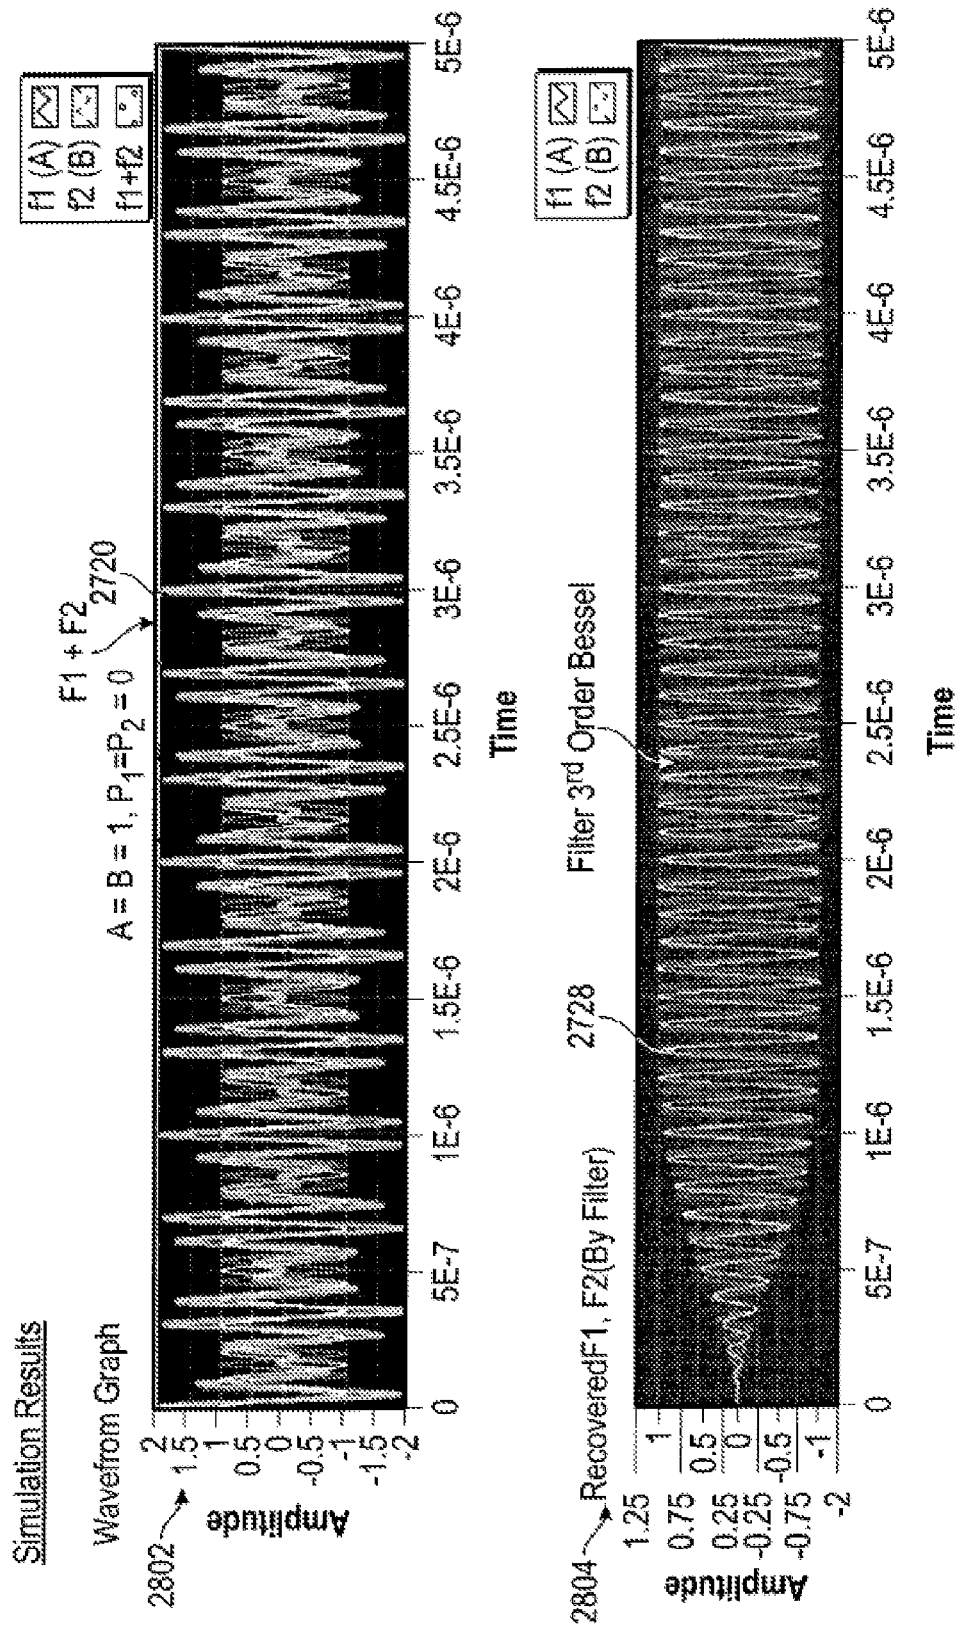 Simulation Results
Wavefrom Graph
F1 + F2
A = B = 1, P1=P2 = 0
2720
f1 (A)
f2 (B)
f1+f2
2802
Amplitude
2
1.5
1
0.5
0
-0.5
-1
-1.5
-2
0
5E-7
1E-6
1.5E-6
2E-6
2.5E-6
3E-6
3.5E-6
4E-6
4.5E-6
5E-6
Time
2804
RecoveredF1, F2(By Filter)
2728
Filter 3rd Order Bessel
f1 (A)
f2 (B)
Amplitude
1.25
1
0.75
0.5
0.25
0
-0.25
-0.5
-0.75
-1
-2
0
5E-7
1E-6
1.5E-6
2E-6
2.5E-6
3E-6
3.5E-6
4E-6
4.5E-6
5E-6
Time